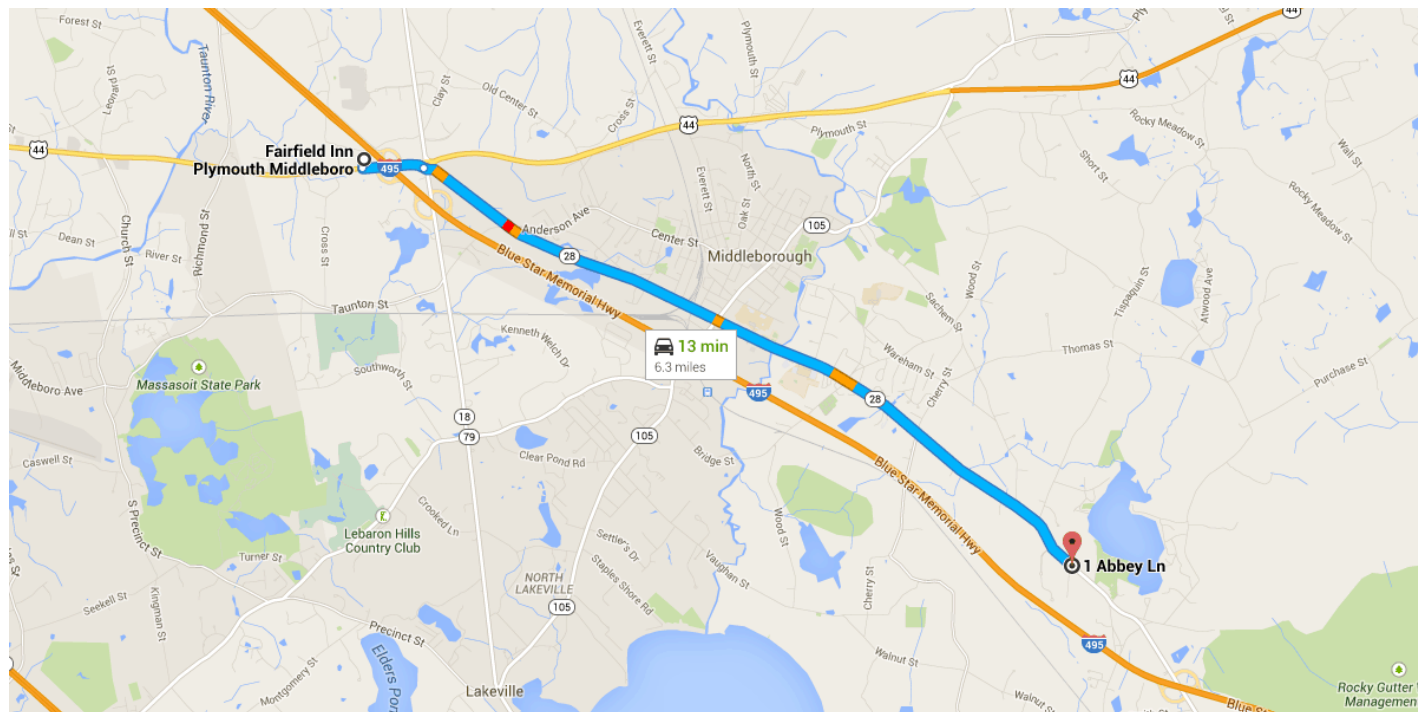 Forest St
Leonard St
Taunton River
44
44
44
44
44
Clay St
Old Center St
Cross St
Everett St
Plymouth St
Plymouth St
Rocky Meadow St
Short St
Wall St
Rocky Meadow St
Fairfield Inn
Plymouth Middleboro
495
Everett St
North St
Oak St
105
Church St
Richmond St
Dean St
River St
Cross St
Anderson Ave
Center St
28
Middleborough
Blue Star Memorial Hwy
Taunton St
Kenneth Welch Dr
Wood St
Sachem St
Tispaquin St
Atwood Ave
13 min
6.3 miles
Wareham St
Thomas St
Purchase St
Massasoit State Park
Middleboro Ave
Southworth St
Cherry St
495
28
18
79
105
Caswell St
Clear Pond Rd
Bridge St
Blue Star Memorial Hwy
S Precinct St
Crooked Ln
Lebaron Hills
Country Club
Wood St
Turner St
Settler's Dr
Vaughan St
Staples Shore Rd
NORTH
LAKEVILLE
105
Cherry St
1 Abbey Ln
Seekell St
Kingman St
Precinct St
Elders Pon
Montgomery St
Lakeville
Walnut St
495
Walnut St
Blue St
Rocky Gutter
Management